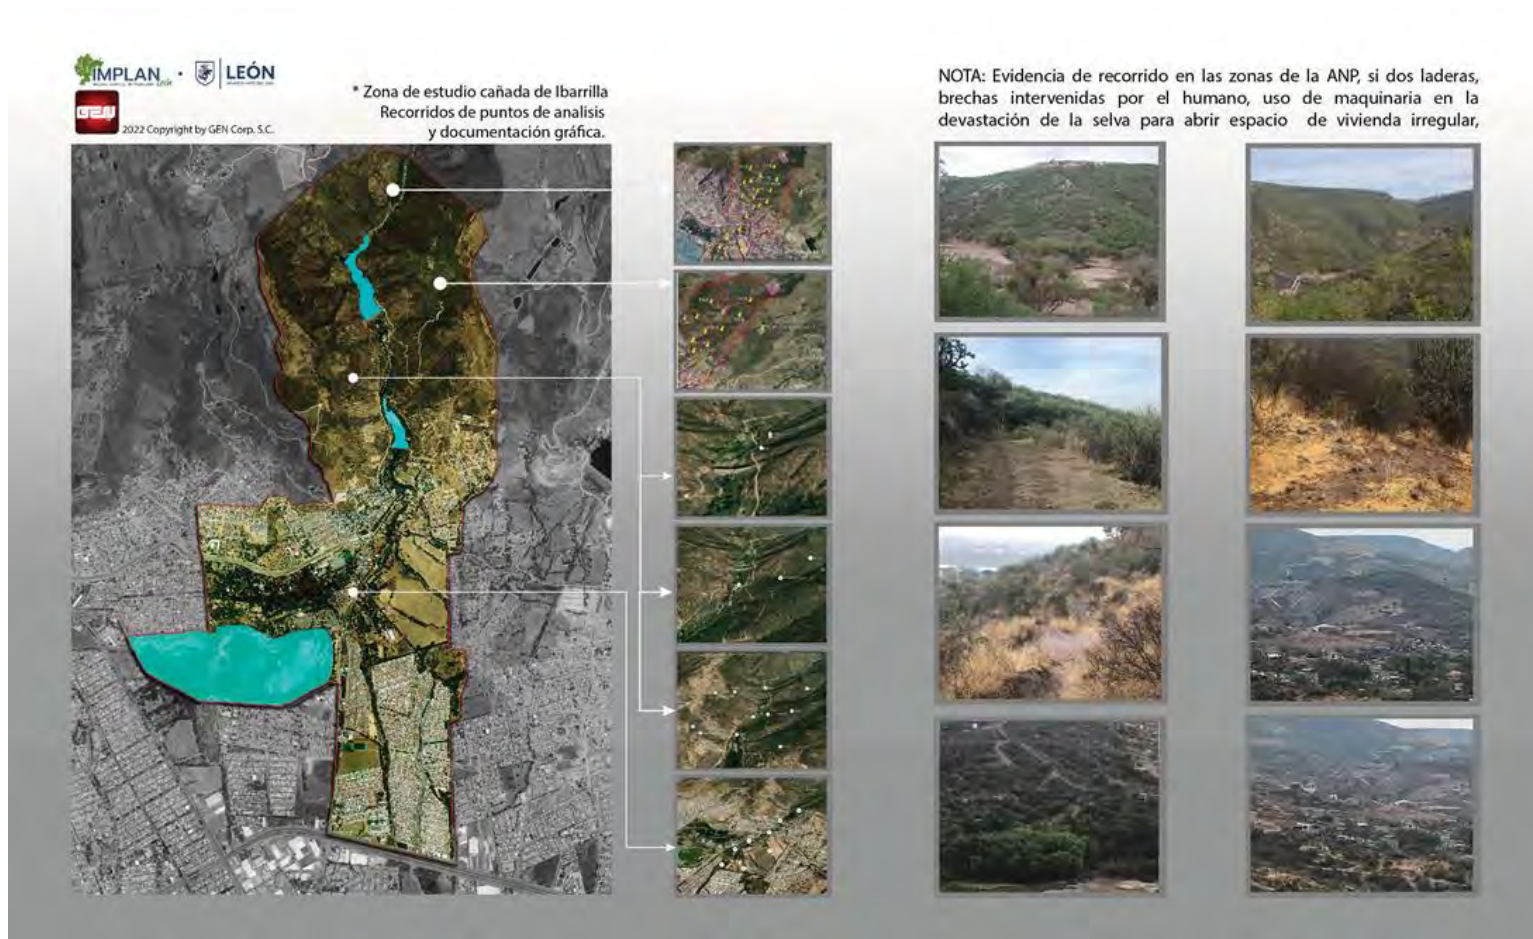 IMPLAN
León
LEÓN
GEN
2022 Copyright by GEN Corp. S.C.
* Zona de estudio cañada de Ibarrilla
Recorridos de puntos de analisis
y documentación gráfica.
NOTA: Evidencia de recorrido en las zonas de la ANP, si dos laderas,
brechas intervenidas por el humano, uso de maquinaria en la
devastación de la selva para abrir espacio de vivienda irregular,